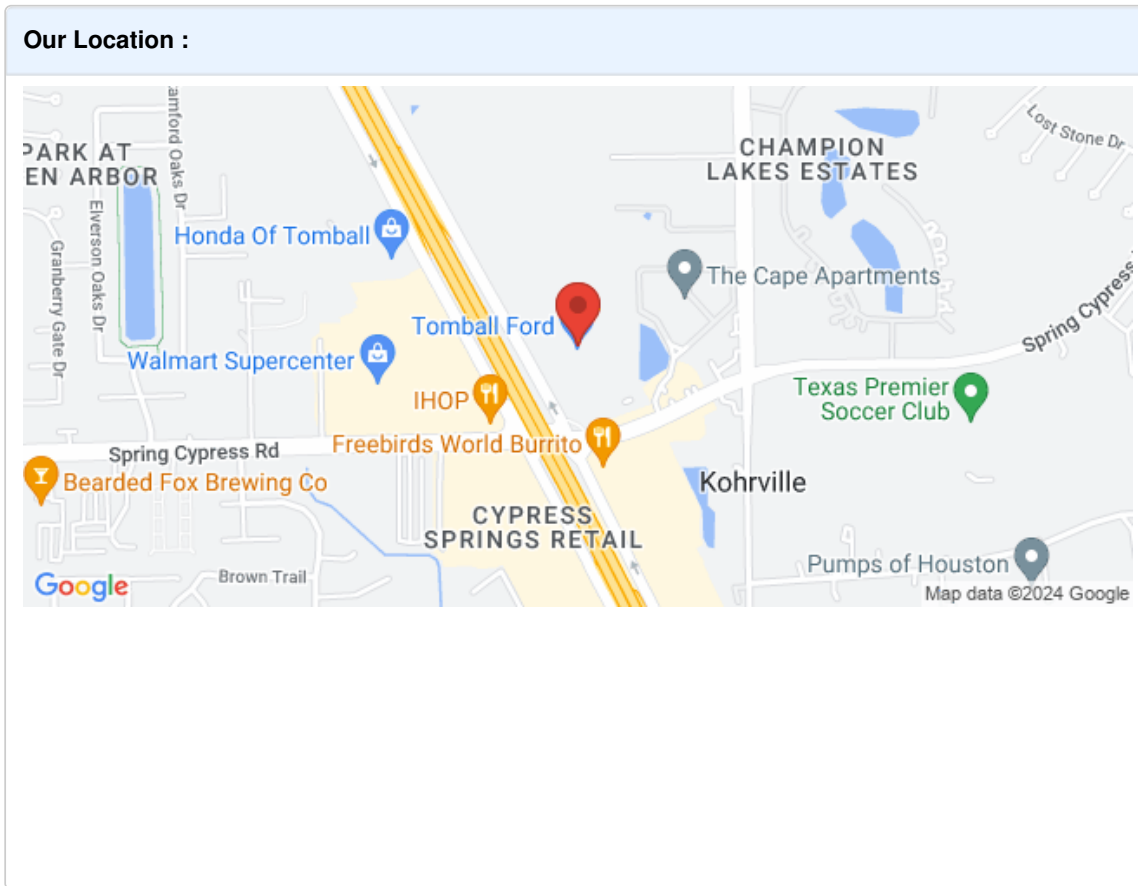 Our Location :
PARK AT
EN ARBOR
amford Oaks Dr
Elverson Oaks Dr
Granberry Gate Dr
Honda Of Tomball
CHAMPION
LAKES ESTATES
Lost Stone Dr
The Cape Apartments
Tomball Ford
Walmart Supercenter
Spring Cypress
IHOP
Texas Premier
Soccer Club
Freebirds World Burrito
Spring Cypress Rd
Bearded Fox Brewing Co
Kohrville
CYPRESS
SPRINGS RETAIL
Pumps of Houston
Brown Trail
Google
Map data ©2024 Google